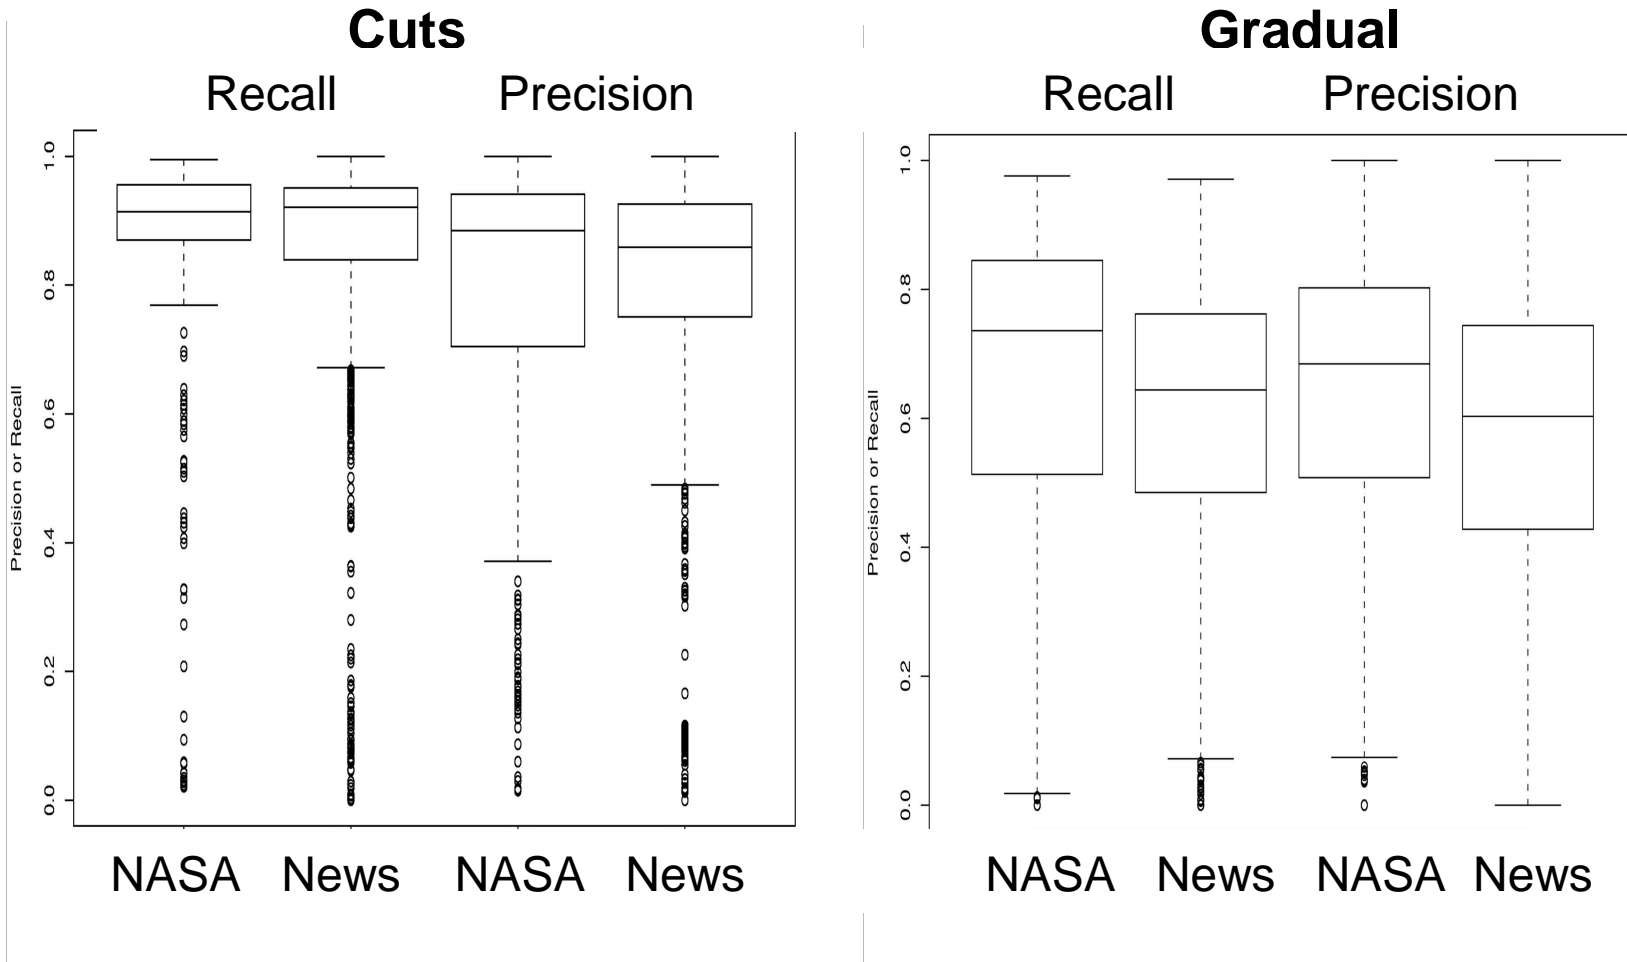 Cuts
Recall Precision
Precision or Recall
1.0
0.8
0.6
0.4
0.2
0.0
NASA News NASA News
Gradual
Recall Precision
Precision or Recall
1.0
0.8
0.6
0.4
0.2
0.0
NASA News NASA News